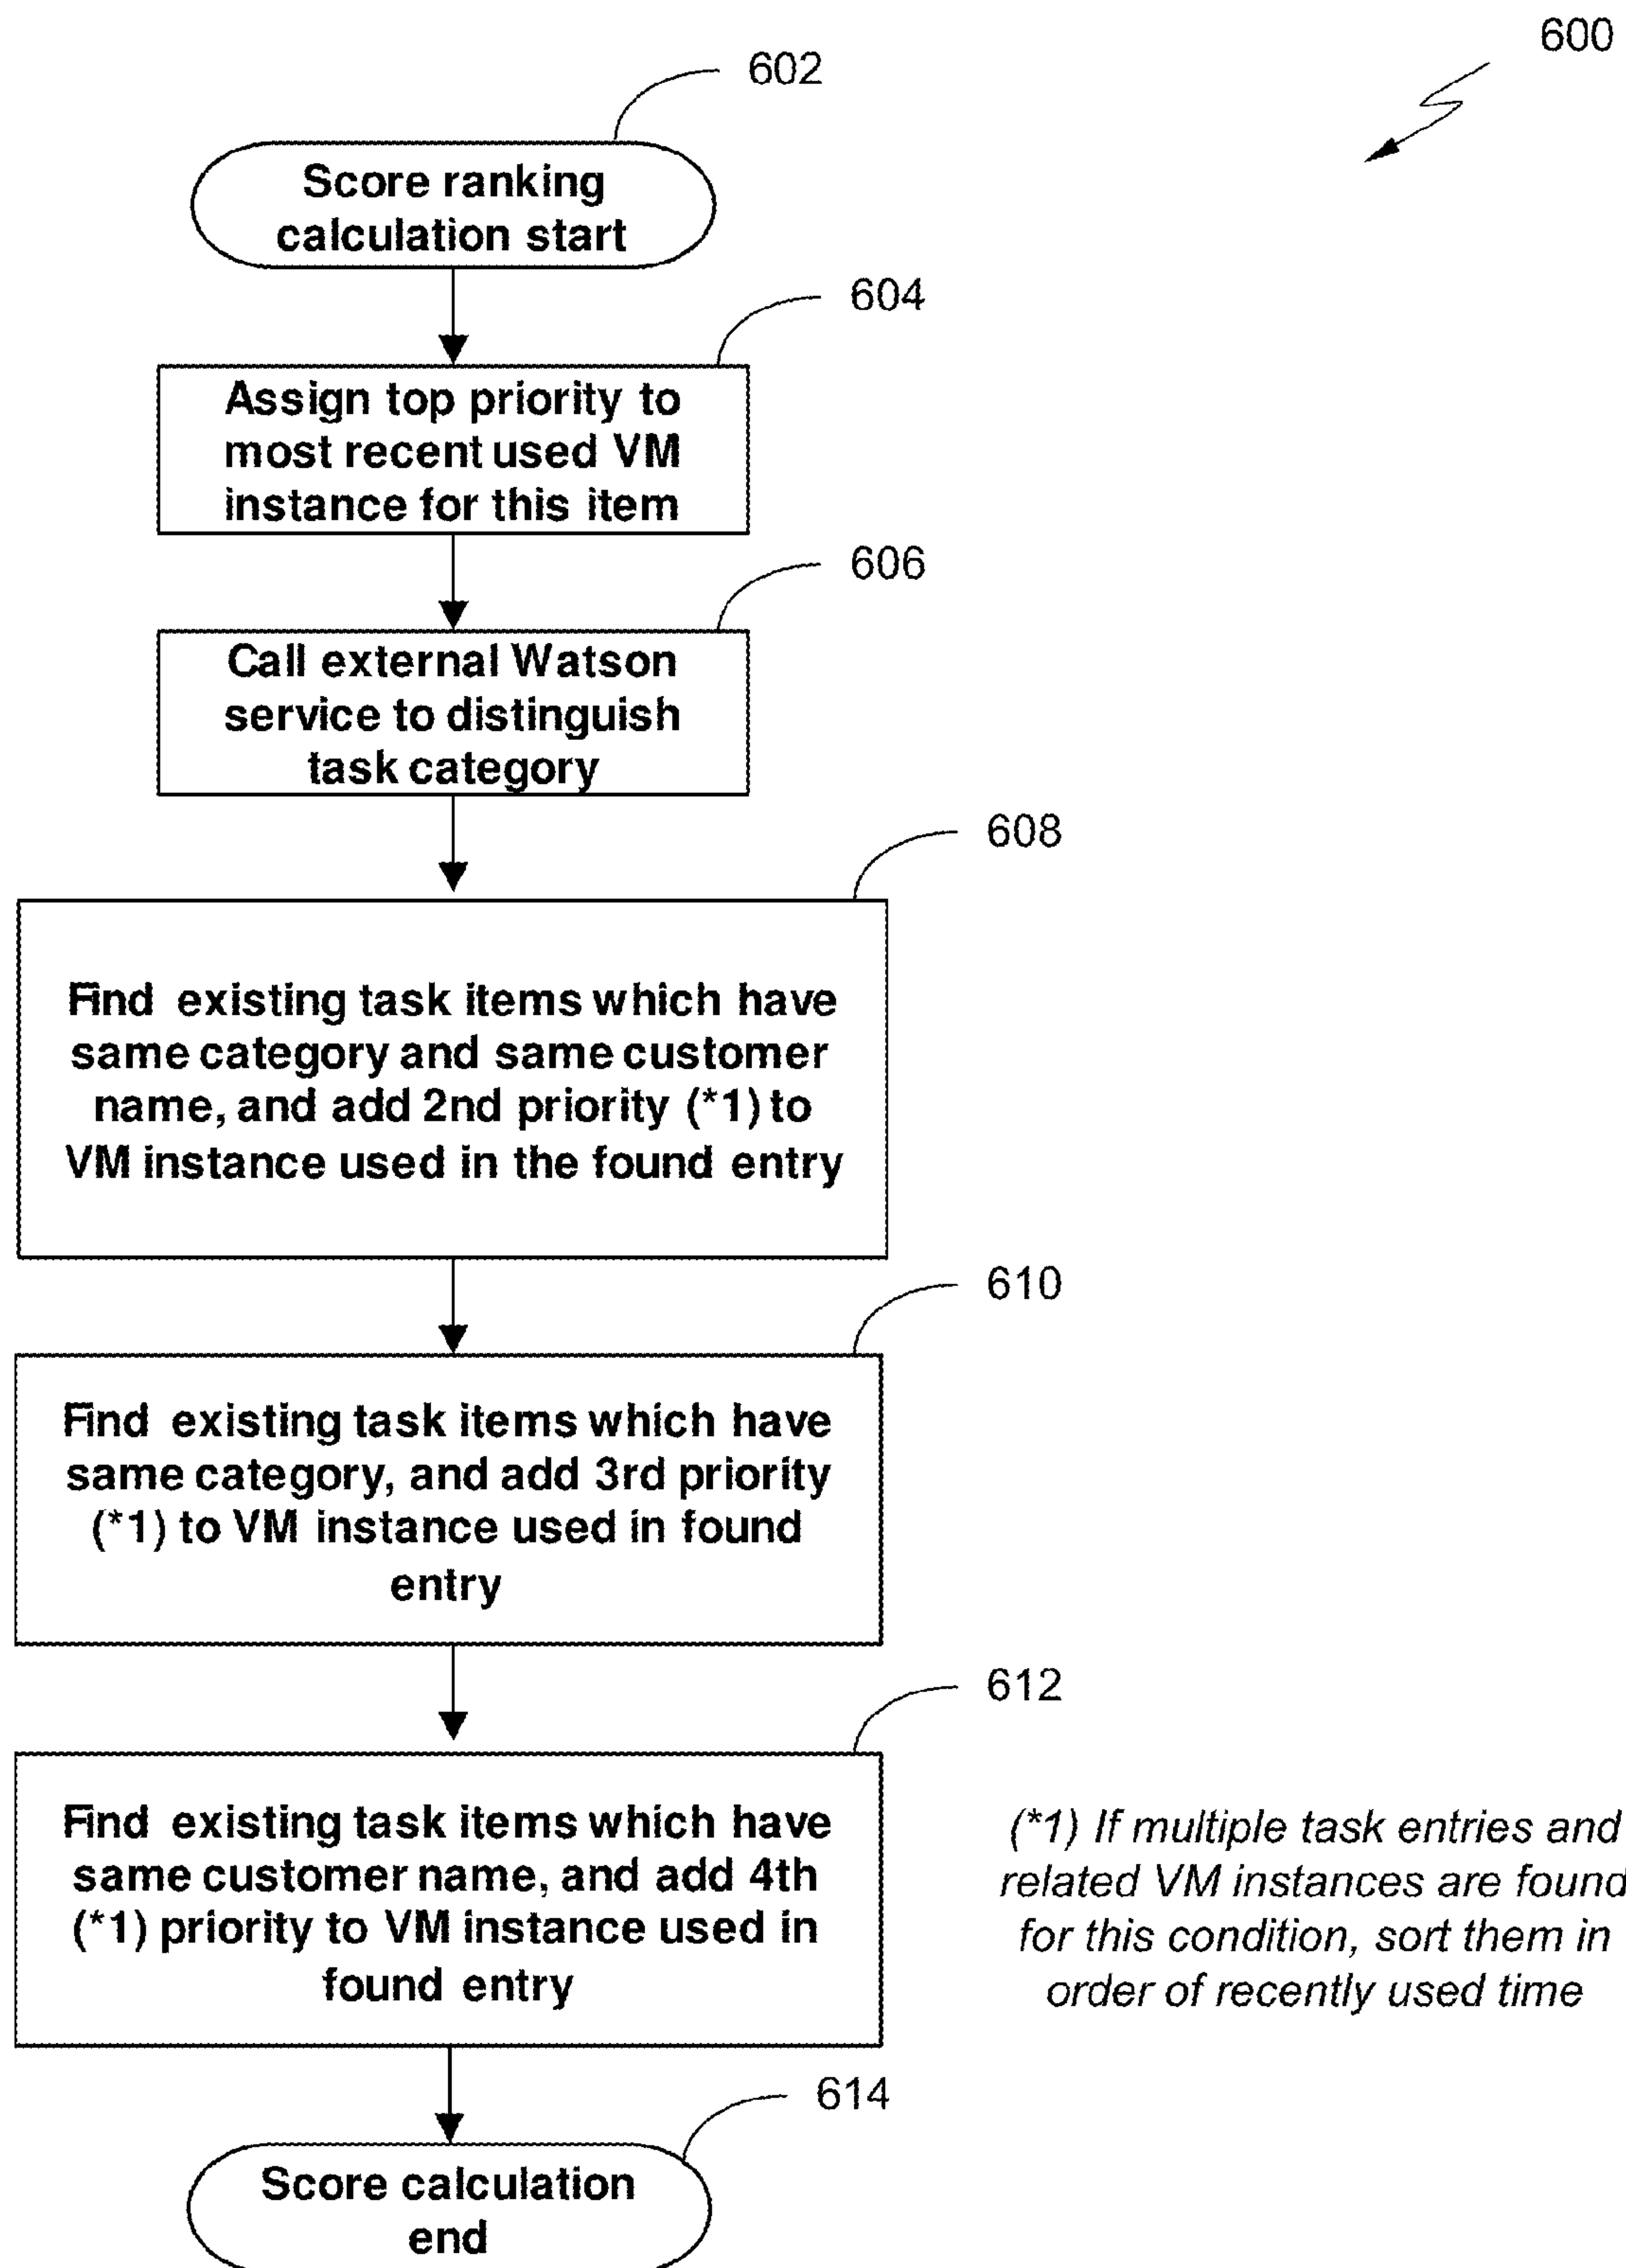 600
602
Score ranking
calculation start
604
Assign top priority to
most recent used VM
instance for this item
606
Call external Watson
service to distinguish
task category
608
Find existing task items which have
same category and same customer
name, and add 2nd priority (*1) to
VM instance used in the found entry
610
Find existing task items which have
same category, and add 3rd priority
(*1) to VM instance used in found
entry
612
Find existing task items which have
same customer name, and add 4th
(*1) priority to VM instance used in
found entry
(*1) If multiple task entries and
related VM instances are found
for this condition, sort them in
order of recently used time
614
Score calculation
end